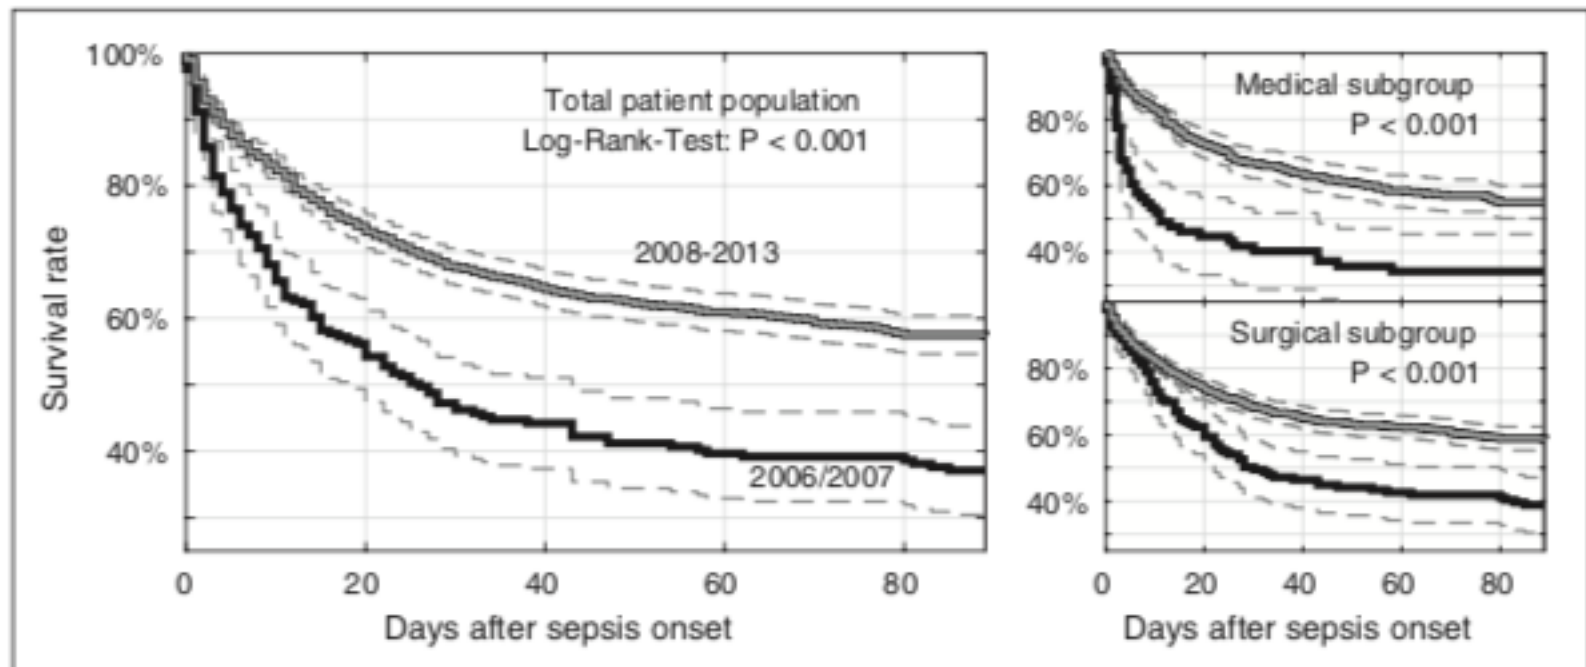 100%
80%
60%
40%
Survival rate
Total patient population
Log-Rank-Test: P < 0.001
2008-2013
2006/2007
0 20 40 60 80
Days after sepsis onset
Medical subgroup
P < 0.001
80%
60%
40%
Surgical subgroup
P < 0.001
80%
60%
40%
0 20 40 60 80
Days after sepsis onset